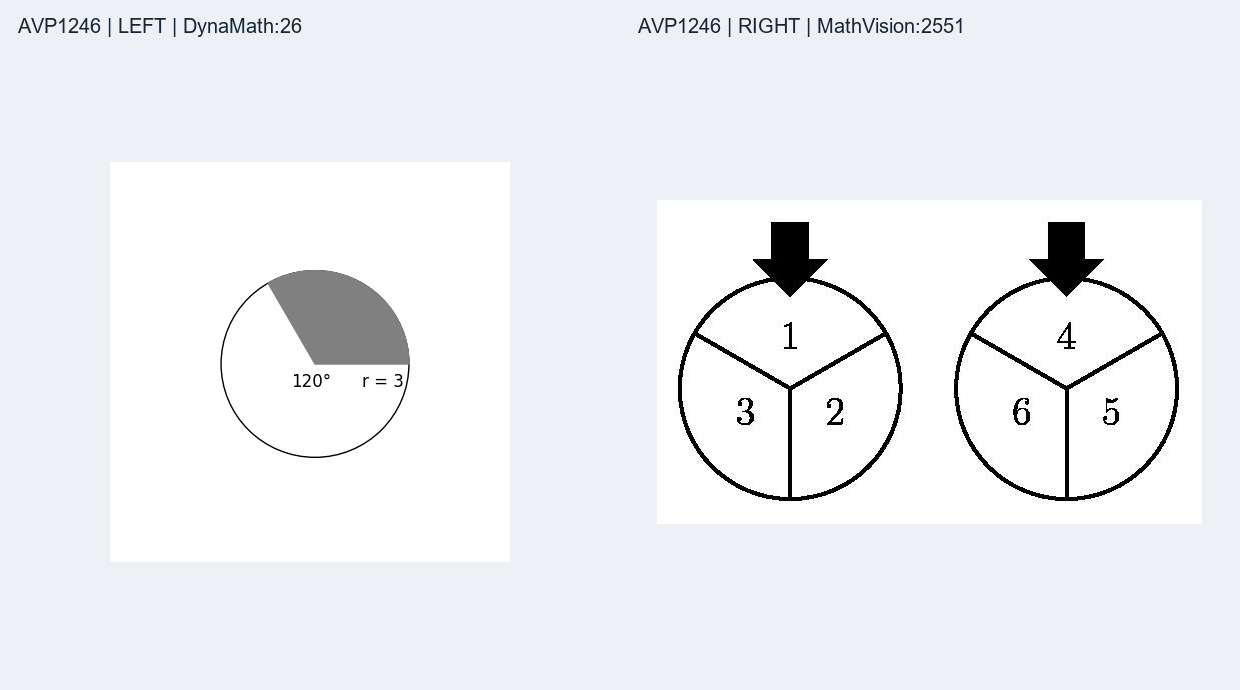 AVP1246 | LEFT | DynaMath:26
AVP1246 | RIGHT | MathVision:2551
120° r = 3
1
3 2
4
6 5